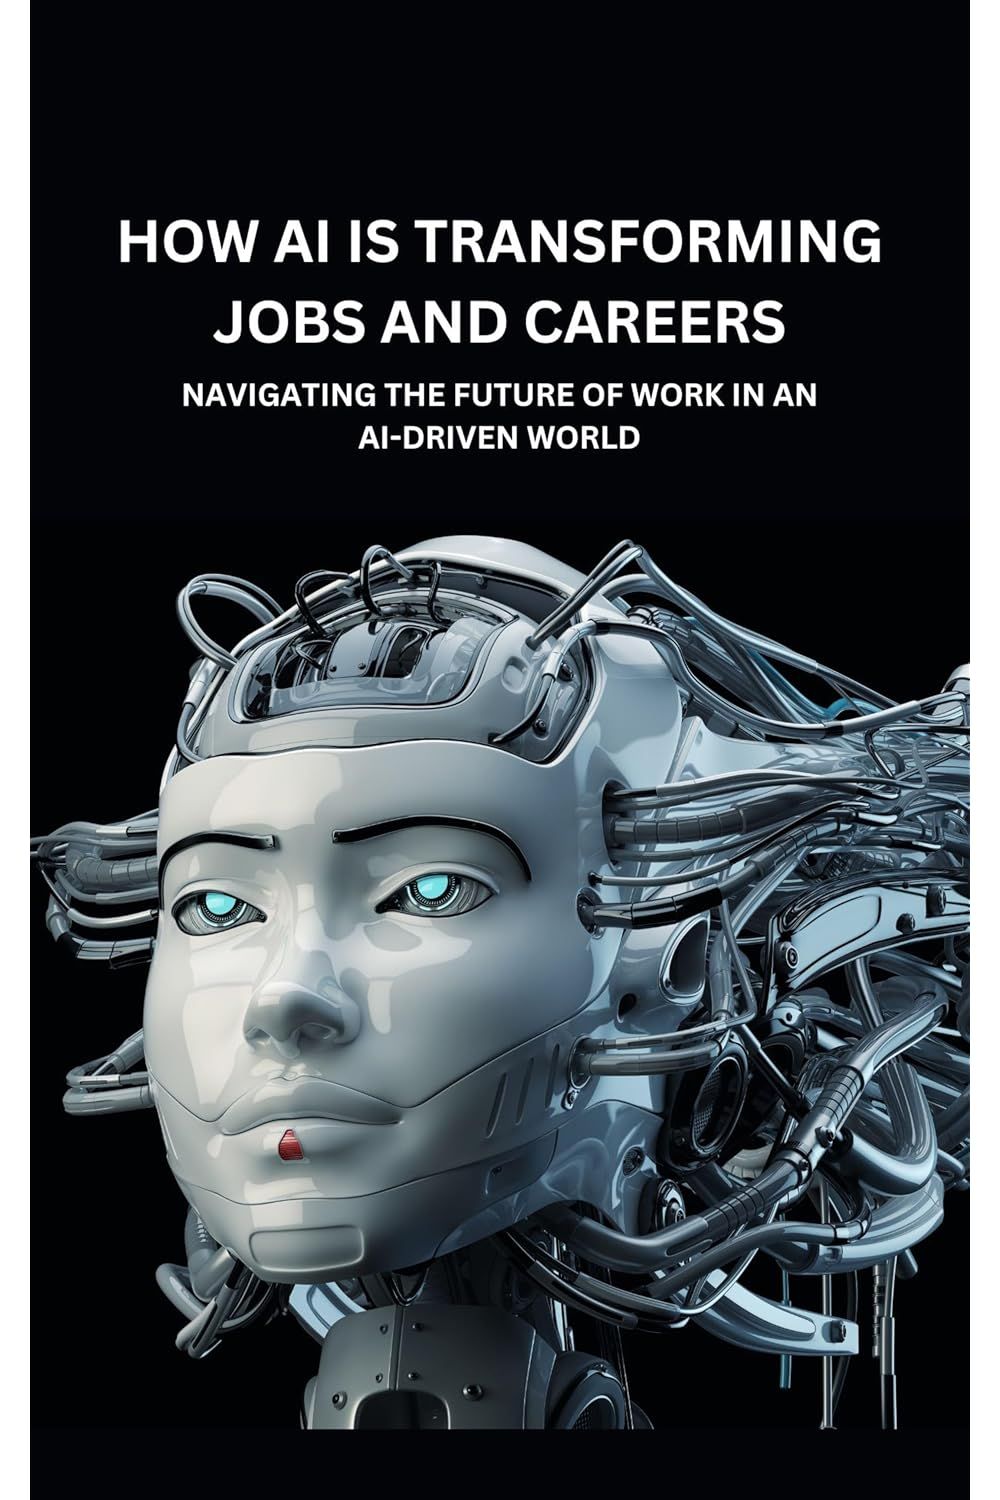 HOW AI IS TRANSFORMING
JOBS AND CAREERS
NAVIGATING THE FUTURE OF WORK IN AN
AI-DRIVEN WORLD